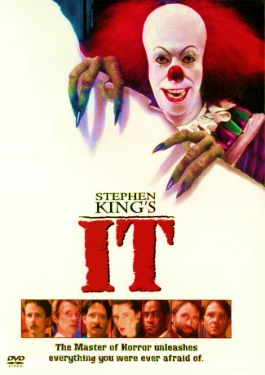 STEPHEN
KING'S
IT
DVD
The Master of Horror unleashes
everything you were ever afraid of.